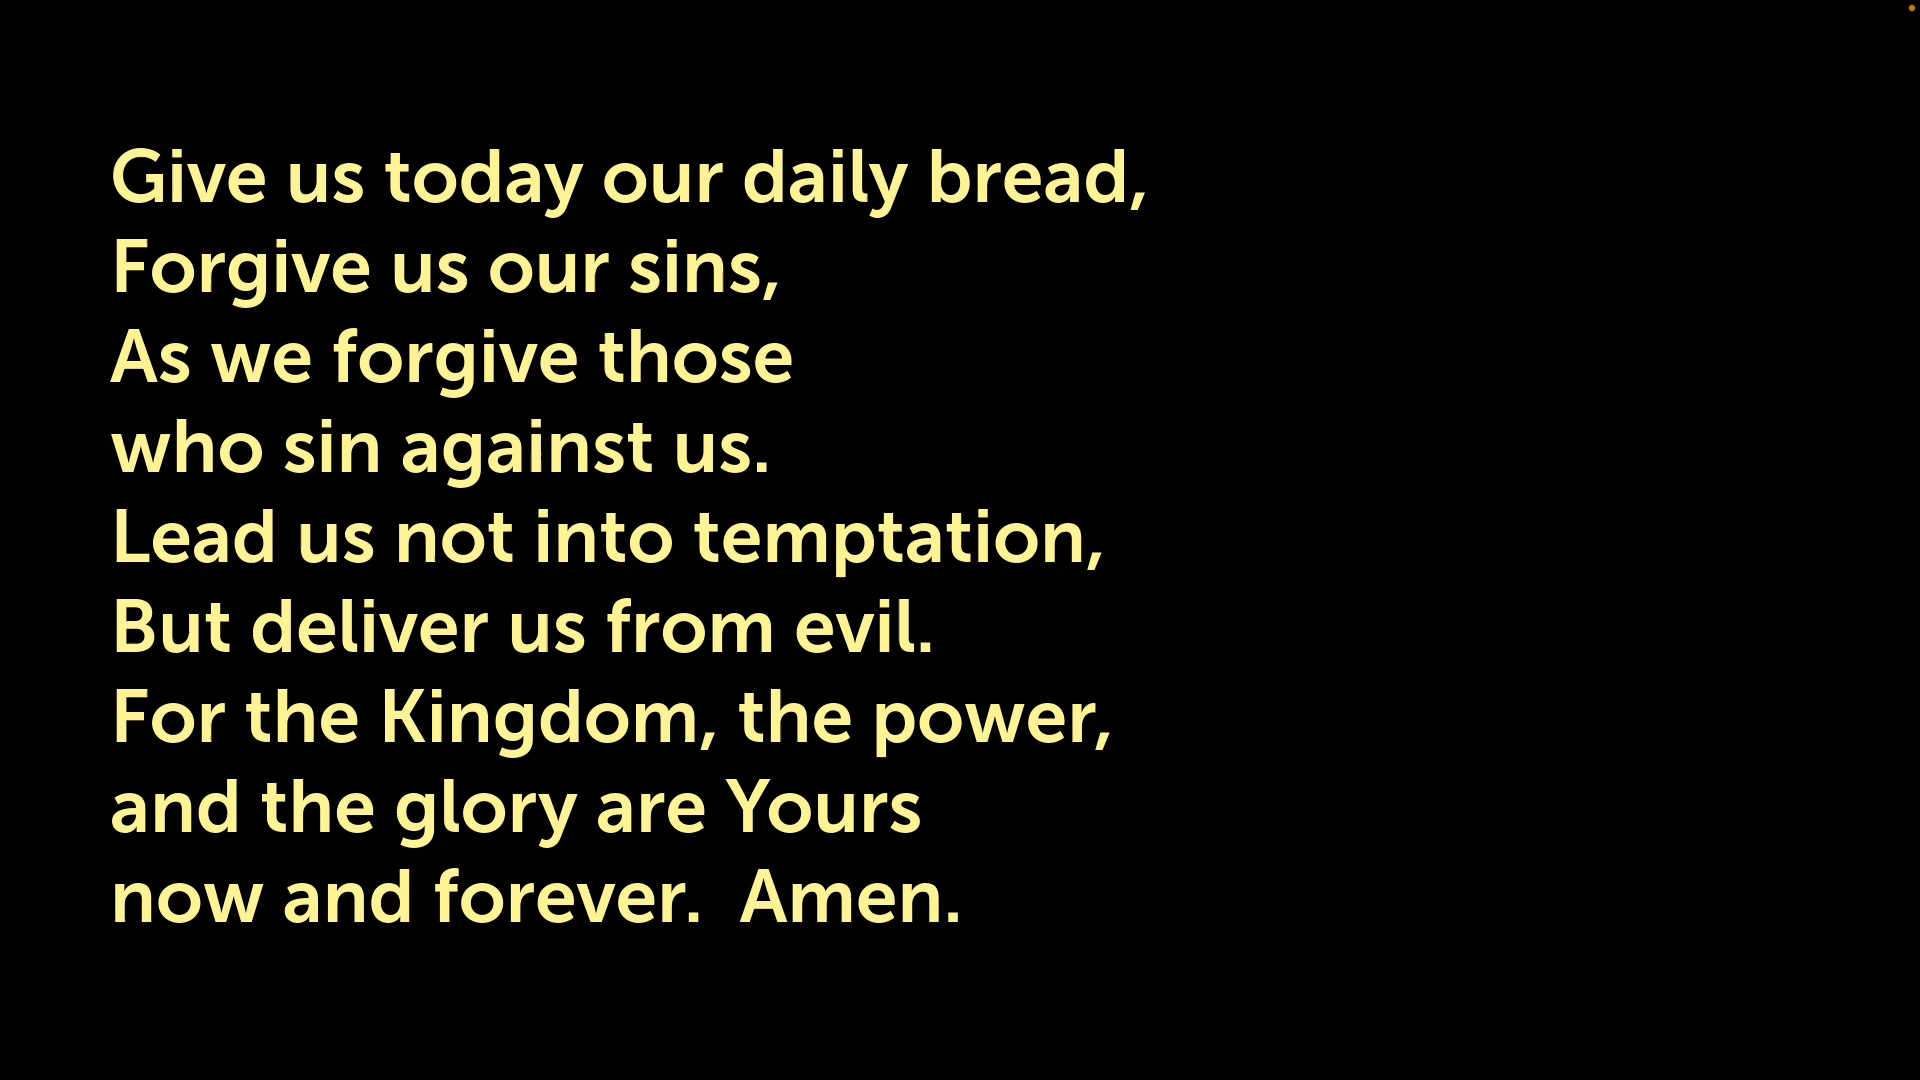 Give us today our daily bread,
Forgive us our sins,
As we forgive those
who sin against us.
Lead us not into temptation,
But deliver us from evil.
For the Kingdom, the power,
and the glory are Yours
now and forever.  Amen.